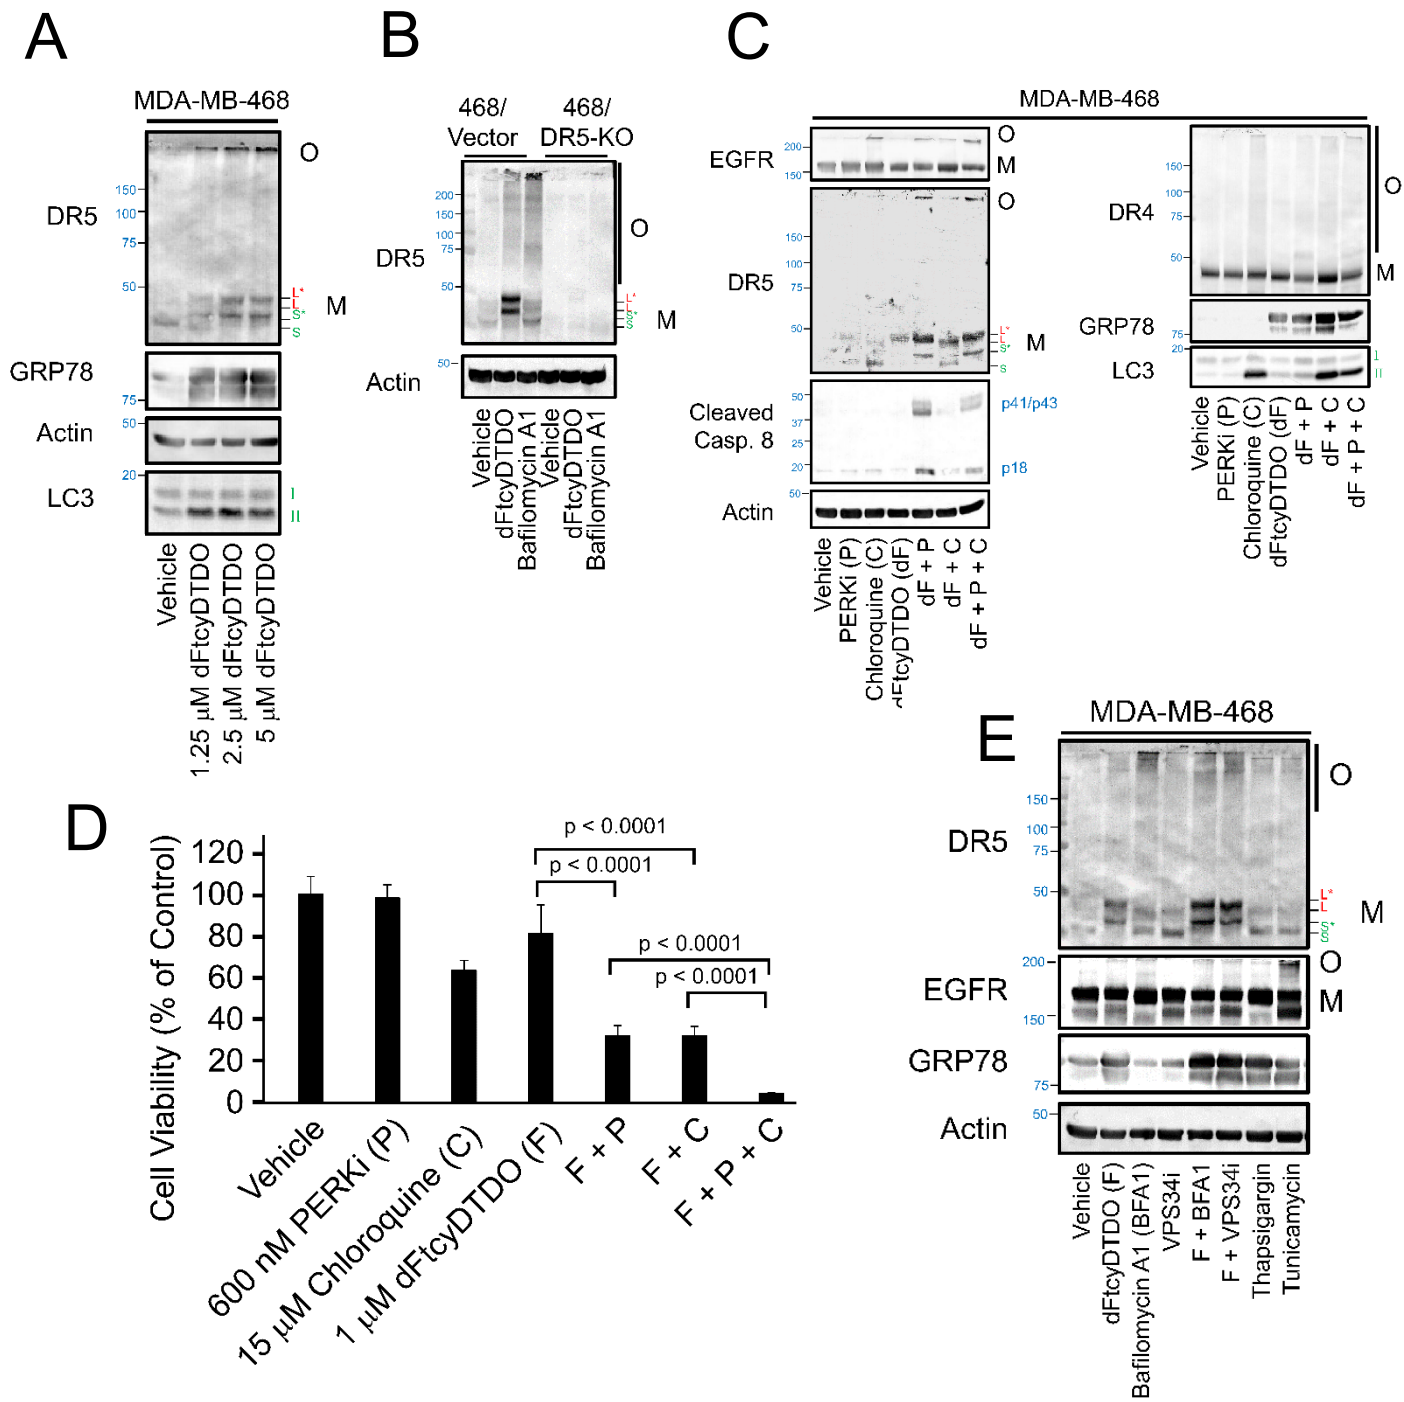 A
MDA-MB-468
DR5
150
100
75
50
O
L*
L
S*
S
M
GRP78
75
Actin
50
LC3
20
I
II
Vehicle
1.25 µM dFtcyDTDO
2.5 µM dFtcyDTDO
5 µM dFtcyDTDO
B
468/
Vector
468/
DR5-KO
DR5
200
150
100
75
50
O
L*
L
S*
S
M
Actin
50
Vehicle
dFtcyDTDO
Bafilomycin A1
Vehicle
dFtcyDTDO
Bafilomycin A1
C
MDA-MB-468
EGFR
200
150
O
M
DR5
150
100
75
50
O
L*
L
S*
S
M
Cleaved
Casp. 8
50
37
25
20
p41/p43
p18
Actin
50
Vehicle
PERKi (P)
Chloroquine (C)
dFtcyDTDO (dF)
dF + P
dF + C
dF + P + C
DR4
150
100
75
50
O
M
GRP78
75
LC3
20
I
II
Vehicle
PERKi (P)
Chloroquine (C)
dFtcyDTDO (dF)
dF + P
dF + C
dF + P + C
D
Cell Viability (% of Control)
120
100
80
60
40
20
0
p < 0.0001
p < 0.0001
p < 0.0001
p < 0.0001
Vehicle
600 nM PERKi (P)
15 µM Chloroquine (C)
1 µM dFtcyDTDO (F)
F + P
F + C
F + P + C
E
MDA-MB-468
DR5
150
100
75
50
O
L*
L
S*
S
M
EGFR
200
150
O
M
GRP78
75
Actin
50
Vehicle
dFtcyDTDO (F)
Bafilomycin A1 (BFA1)
VPS34i
F + BFA1
F + VPS34i
Thapsigargin
Tunicamycin